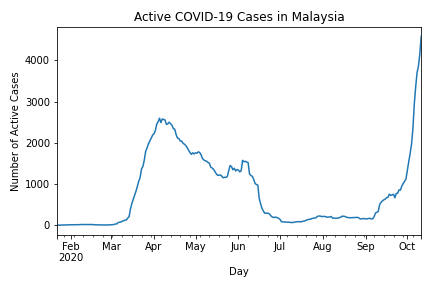 Active COVID-19 Cases in Malaysia
Number of Active Cases
4000
3000
2000
1000
0
Feb Mar Apr May Jun Jul Aug Sep Oct
2020
Day